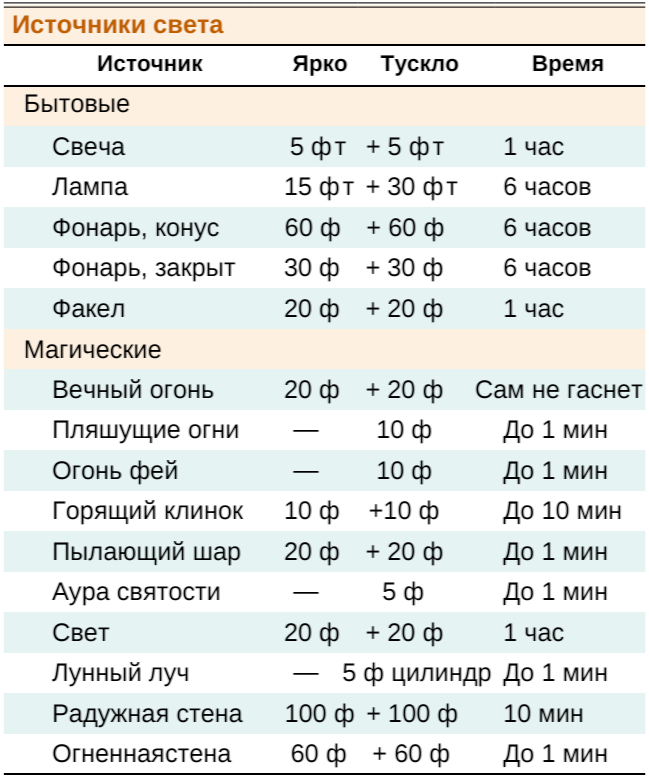 Источники света
Источник Ярко Тускло Время
Бытовые
Свеча 5 фт + 5 фт 1 час
Лампа 15 фт + 30 фт 6 часов
Фонарь, конус 60 ф + 60 ф 6 часов
Фонарь, закрыт 30 ф + 30 ф 6 часов
Факел 20 ф + 20 ф 1 час
Магические
Вечный огонь 20 ф + 20 ф Сам не гаснет
Пляшущие огни — 10 ф До 1 мин
Огонь фей — 10 ф До 1 мин
Горящий клинок 10 ф +10 ф До 10 мин
Пылающий шар 20 ф + 20 ф До 1 мин
Аура святости — 5 ф До 1 мин
Свет 20 ф + 20 ф 1 час
Лунный луч — 5 ф цилиндр До 1 мин
Радужная стена 100 ф + 100 ф 10 мин
Огненнаястена 60 ф + 60 ф До 1 мин